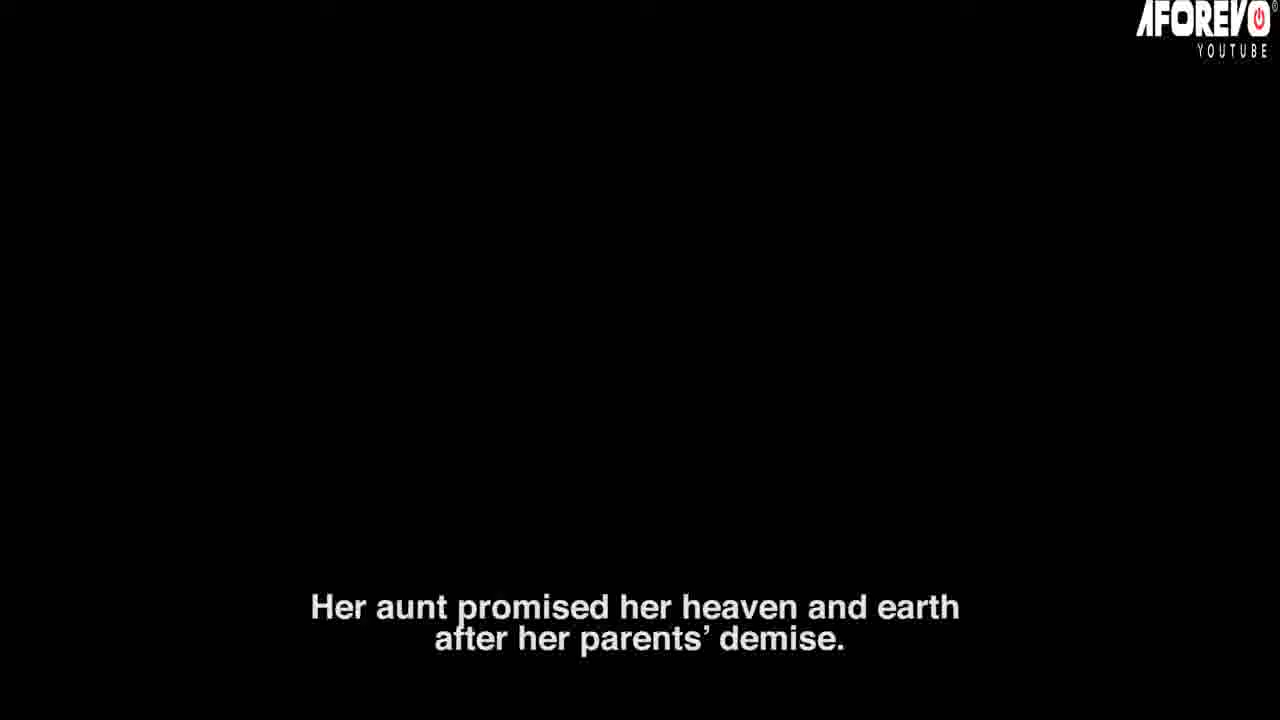 AFOREVO
YOUTUBE
Her aunt promised her heaven and earth
after her parents’ demise.